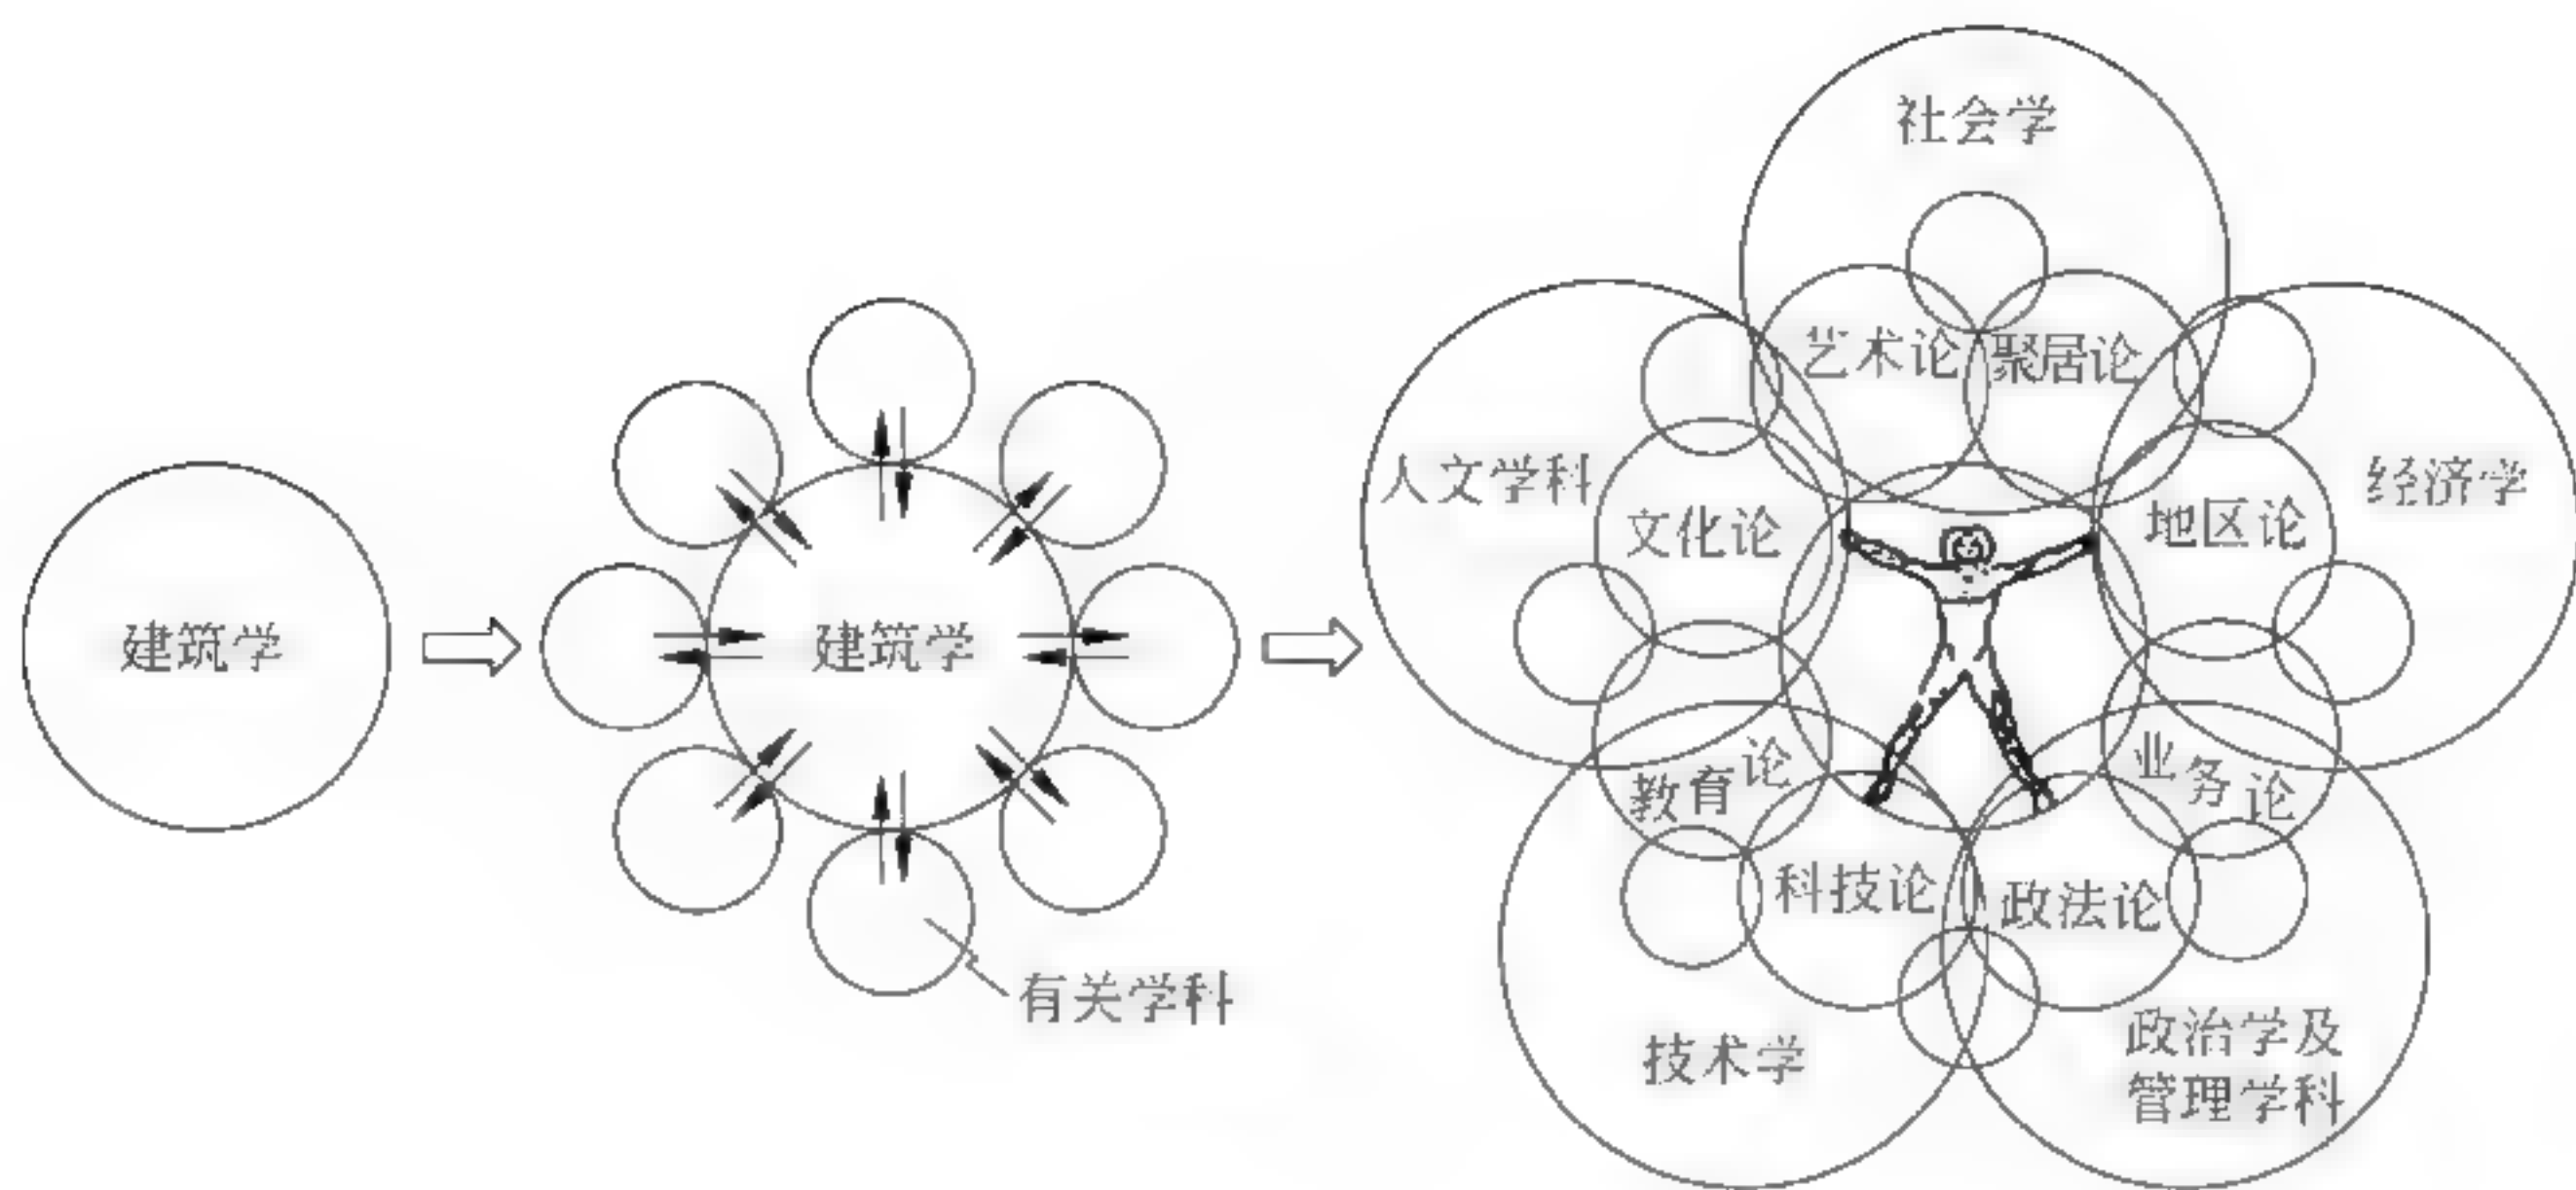 建筑学
建筑学
有关学科
社会学
艺术论
聚居论
人文学科
文化论
地区论
经济学
教育论
业务论
科技论
政法论
技术学
政治学及
管理学科